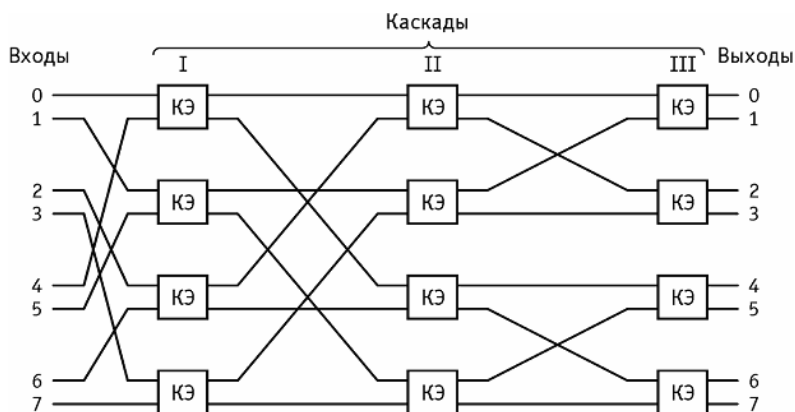 Каскады
Входы Выходы
I II III
0 КЭ КЭ КЭ 0
1 1
2 КЭ КЭ КЭ 2
3 3
4 КЭ КЭ КЭ 4
5 5
6 КЭ КЭ КЭ 6
7 7